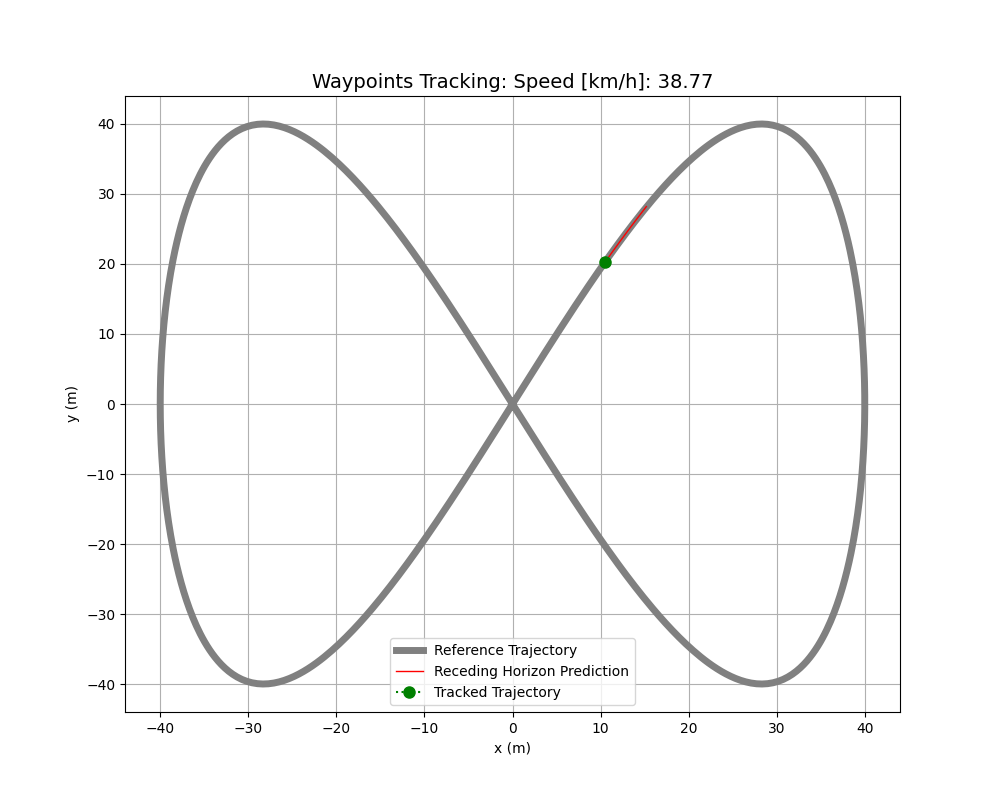 Waypoints Tracking: Speed [km/h]: 38.77
40
30
20
10
0
−10
−20
−30
−40
y (m)
Reference Trajectory
Receding Horizon Prediction
Tracked Trajectory
−40 −30 −20 −10 0 10 20 30 40
x (m)